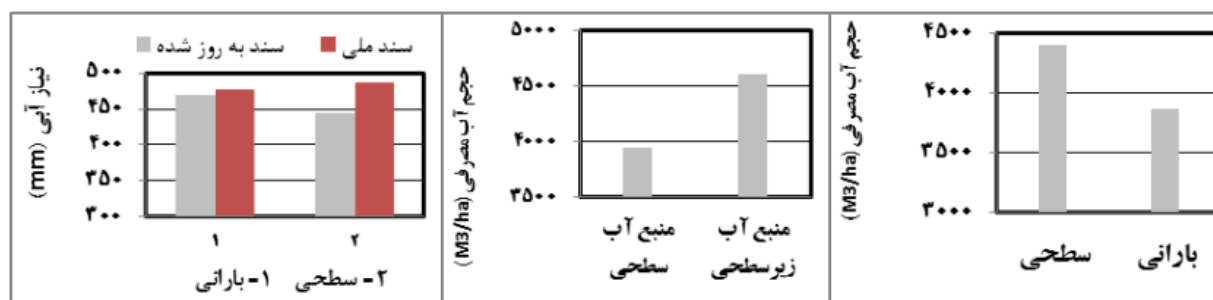 سند ملی سند به روز شده
نیاز آبی (mm)
۵۰۰
۴۵۰
۴۰۰
۳۵۰
۳۰۰
۱ ۲
۱- بارانی ۲- سطحی
حجم آب مصرفی (M3/ha)
۵۰۰۰
۴۵۰۰
۴۰۰۰
۳۵۰۰
منبع آب
سطحی
منبع آب
زیرسطحی
حجم آب مصرفی (M3/ha)
۴۵۰۰
۴۰۰۰
۳۵۰۰
۳۰۰۰
سطحی
بارانی